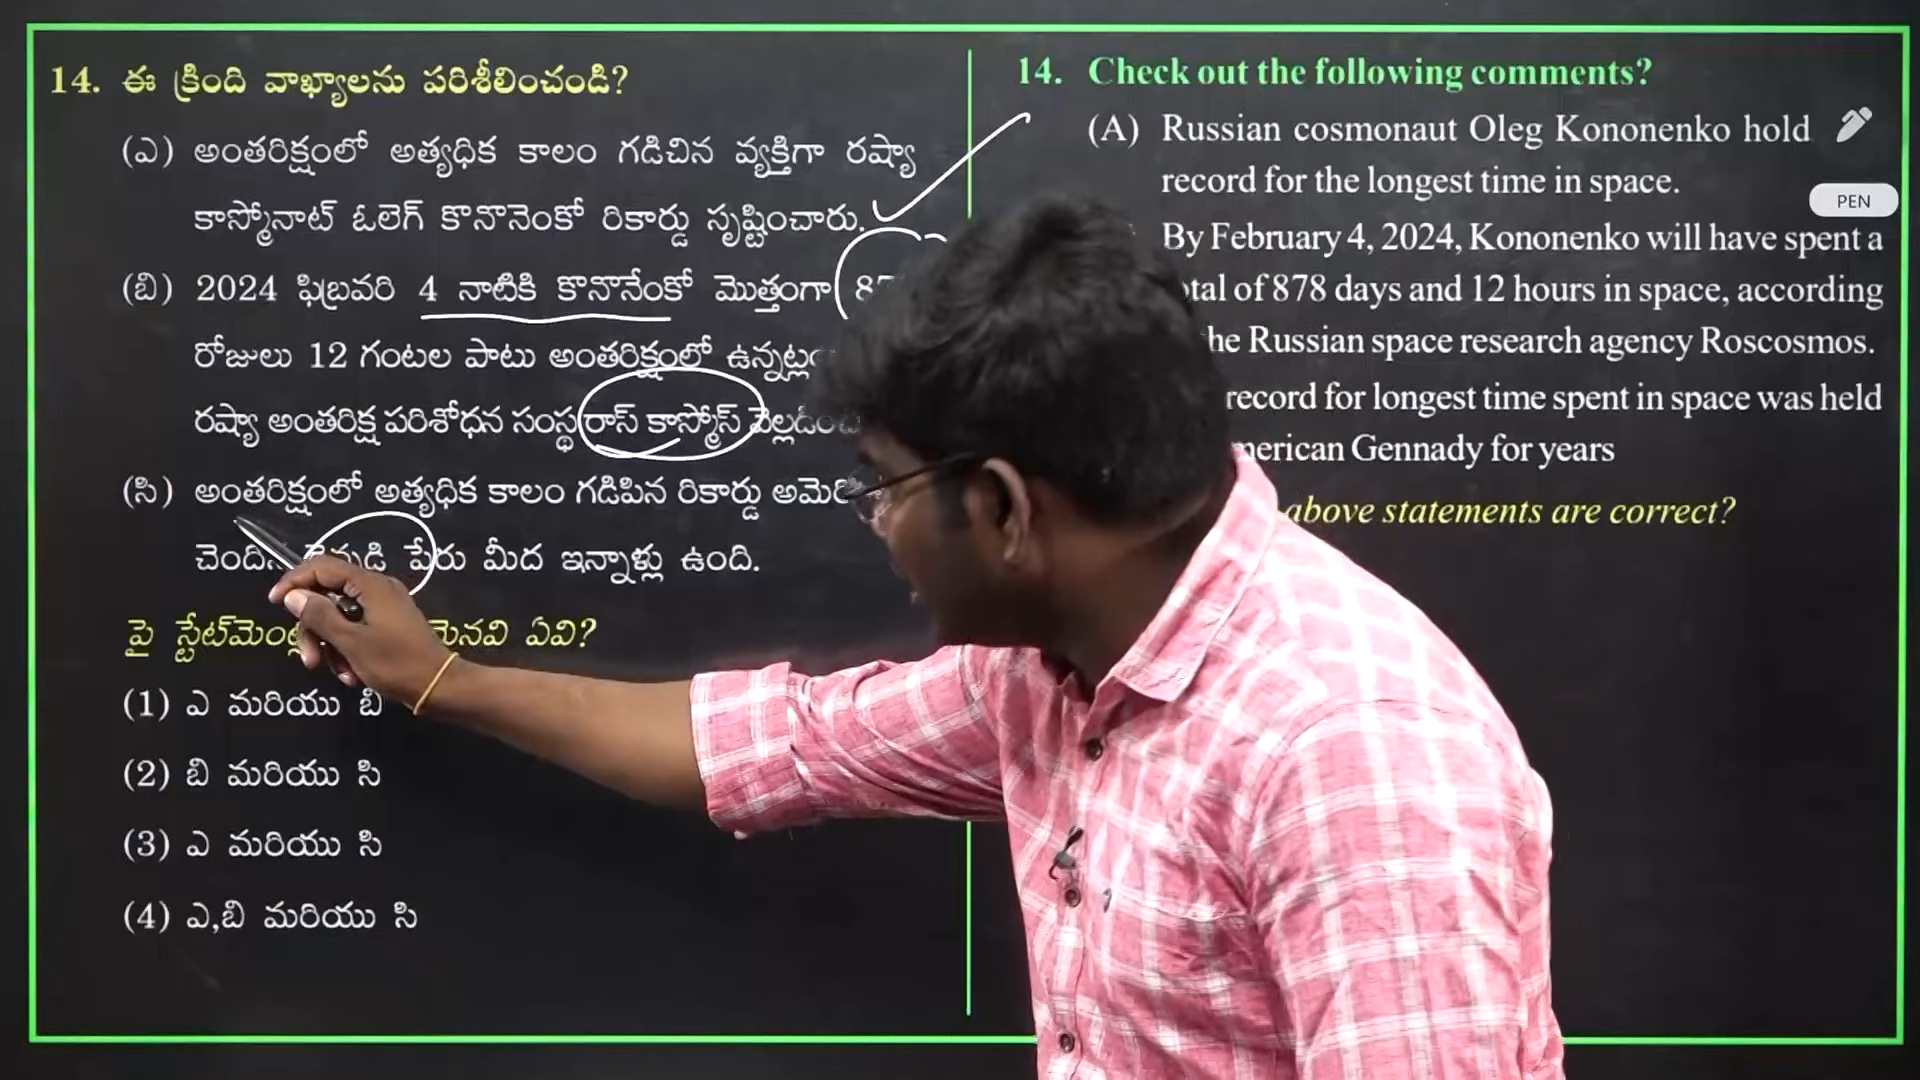 14. ఈ క్రింది వాఖ్యాలను పరిశీలించండి?
(ఎ) అంతరిక్షంలో అత్యధిక కాలం గడిచిన వ్యక్తిగా రష్యా
కాస్మోనాట్ ఓలెగ్ కొనొనెంకో రికార్డు సృష్టించారు.
(బి) 2024 ఫిబ్రవరి 4 నాటికి కొనొనేంకో మొత్తంగా
రోజులు 12 గంటల పాటు అంతరిక్షంలో
రష్యా అంతరిక్ష పరిశోధన సంస్థ రాస్ కాస్మోస్
(సి) అంతరిక్షంలో అత్యధిక కాలం గడిపిన రికార్డు
పేరు మీద ఇన్నాళ్లు ఉంది.
పై ఏవి?
(1) ఎ మరియు బి
(2) బి మరియు సి
(3) ఎ మరియు సి
(4) ఎ,బి మరియు సి
14. Check out the following comments?
(A) Russian cosmonaut Oleg Kononenko hold
record for the longest time in space.
By February 4, 2024, Kononenko will have spent a
of 878 days and 12 hours in space, according
Russian space research agency Roscosmos.
record for longest time spent in space was held
Gennady for years
above statements are correct?
PEN